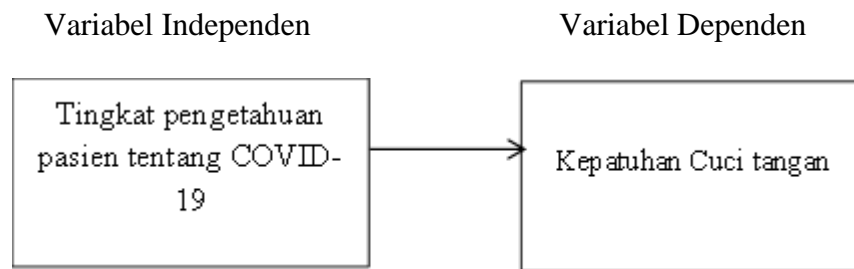 Variabel Independen
Variabel Dependen
Tingkat pengetahuan
pasien tentang COVID-
19
Kepatuhan Cuci tangan